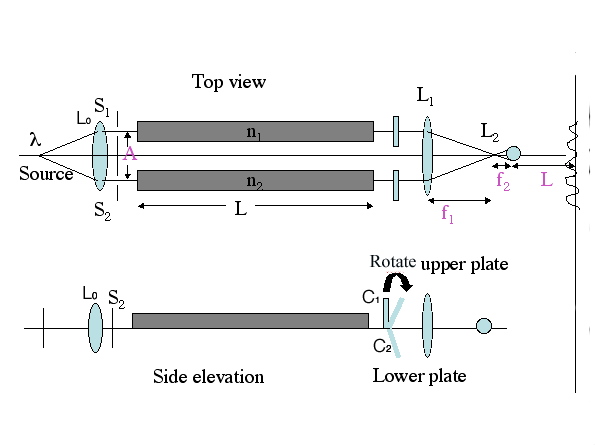 Top view
L₁
S₁
L₀
L₂
λ
n₁
A
Source
n₂
f₂ L
S₂
L
f₁
Rotate upper plate
L₀ S₂
C₁
C₂
Side elevation
Lower plate